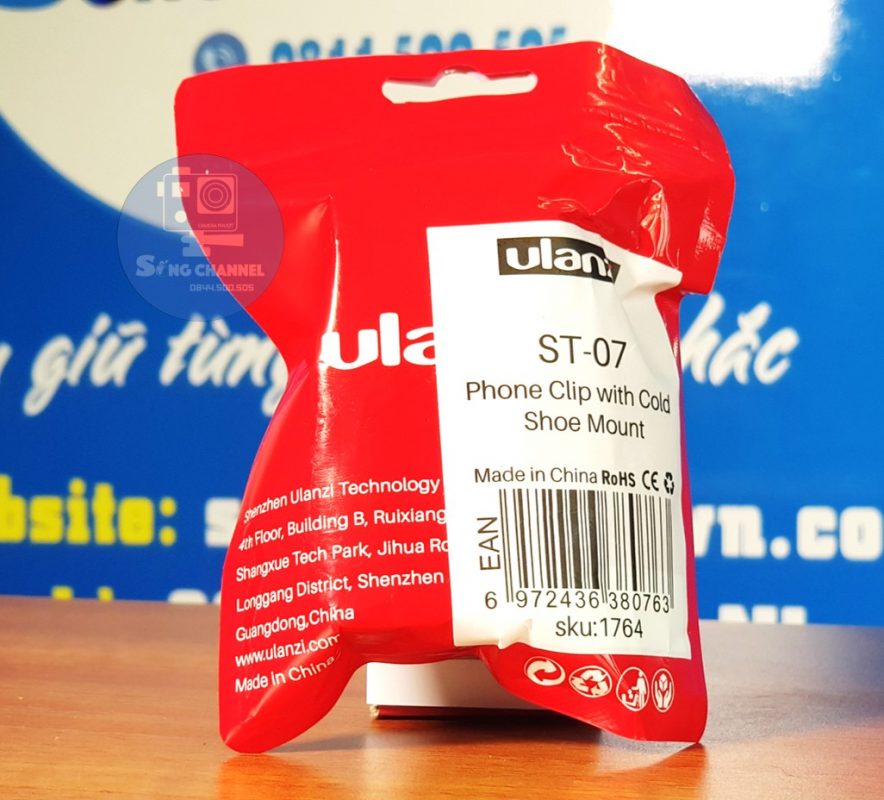 giữ từng
hắc
website:
vn.co
SỐNG CHANNEL
0844.500.505
ula
ulanzi
ST-07
Phone Clip with Cold
Shoe Mount
Made in China RoHS CE
EAN
6 972436 380763
sku:1764
Shenzhen Ulanzi Technology
4th Floor, Building B, Ruixiang
Shangxue Tech Park, Jihua Ro
Longgang District, Shenzhen
Guangdong,China
www.ulanzi.com
Made in China